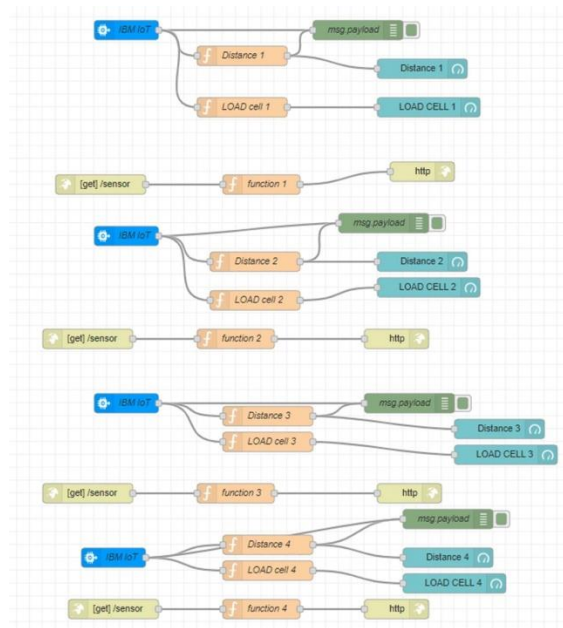 IBM IoT
msg.payload
Distance 1
Distance 1
LOAD cell 1
LOAD CELL 1
http
[get] /sensor
function 1
msg.payload
IBM IoT
Distance 2
Distance 2
LOAD CELL 2
LOAD cell 2
[get] /sensor
function 2
http
IBM IoT
msg.payload
Distance 3
Distance 3
LOAD cell 3
LOAD CELL 3
[get] /sensor
function 3
http
msg.payload
Distance 4
IBM IoT
Distance 4
LOAD cell 4
LOAD CELL 4
[get] /sensor
function 4
http